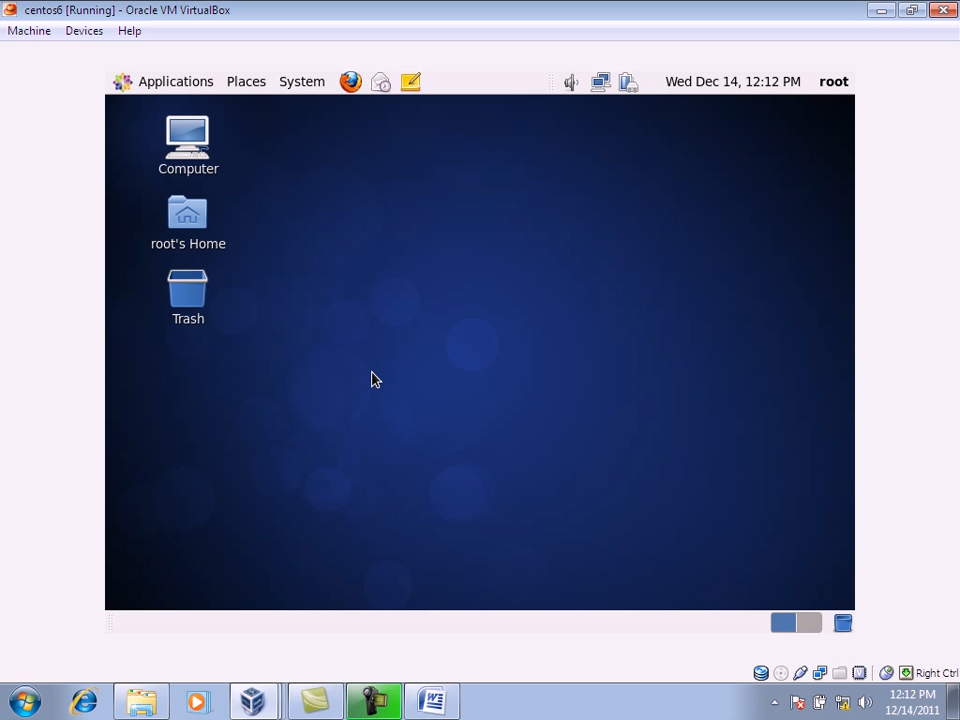 centos6 [Running] - Oracle VM VirtualBox
Machine Devices Help
Applications Places System Wed Dec 14, 12:12 PM root
Computer
root's Home
Trash
Right Ctrl
12:12 PM
12/14/2011